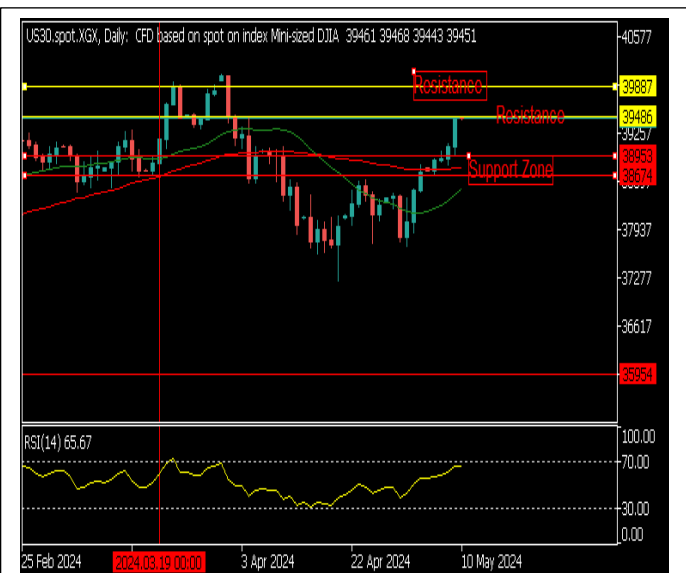 US30.spot.XGX, Daily: CFD based on spot on index Mini-sized DJIA 39461 39468 39443 39451
40577
Resistance
39887
Resistance
39486
39257
38953
Support Zone
38674
37937
37277
36617
35954
RSI(14) 65.67
100.00
70.00
30.00
0.00
25 Feb 2024
2024.03.19 00:00
3 Apr 2024
22 Apr 2024
10 May 2024